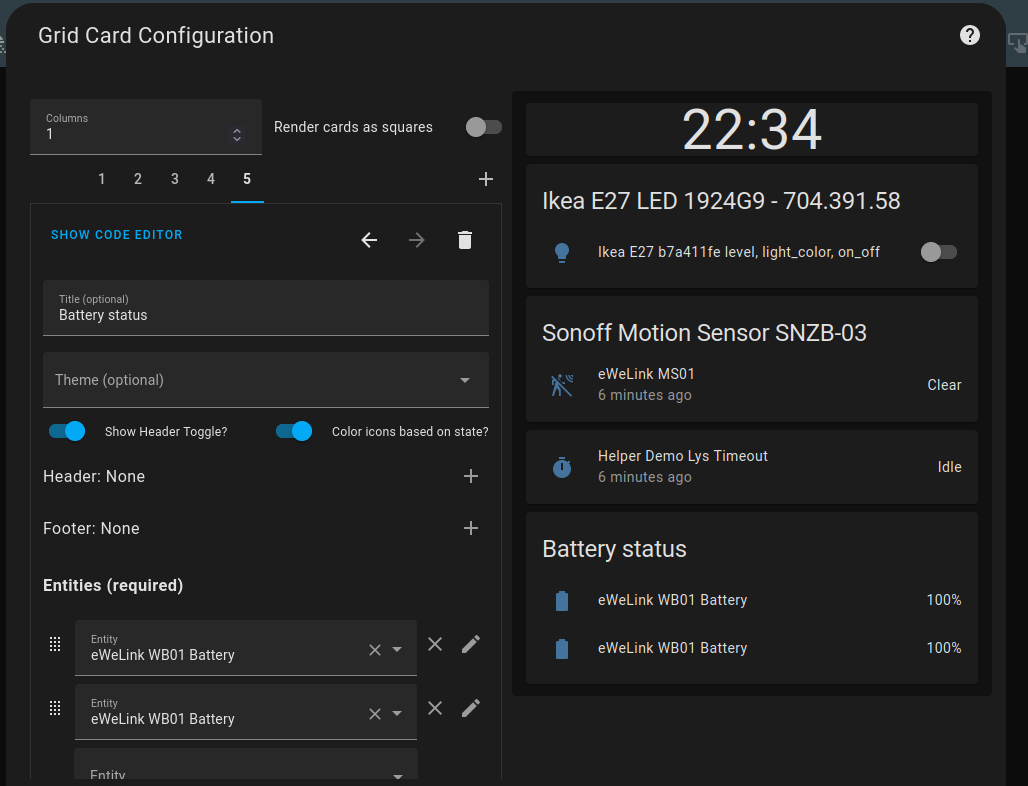 Grid Card Configuration
Columns
1
Render cards as squares
1 2 3 4 5
SHOW CODE EDITOR
Title (optional)
Battery status
Theme (optional)
Show Header Toggle?
Color icons based on state?
Header: None
Footer: None
Entities (required)
Entity
eWeLink WB01 Battery
Entity
eWeLink WB01 Battery
Entity
22:34
Ikea E27 LED 1924G9 - 704.391.58
Ikea E27 b7a411fe level, light_color, on_off
Sonoff Motion Sensor SNZB-03
eWeLink MS01
6 minutes ago
Clear
Helper Demo Lys Timeout
6 minutes ago
Idle
Battery status
eWeLink WB01 Battery 100%
eWeLink WB01 Battery 100%